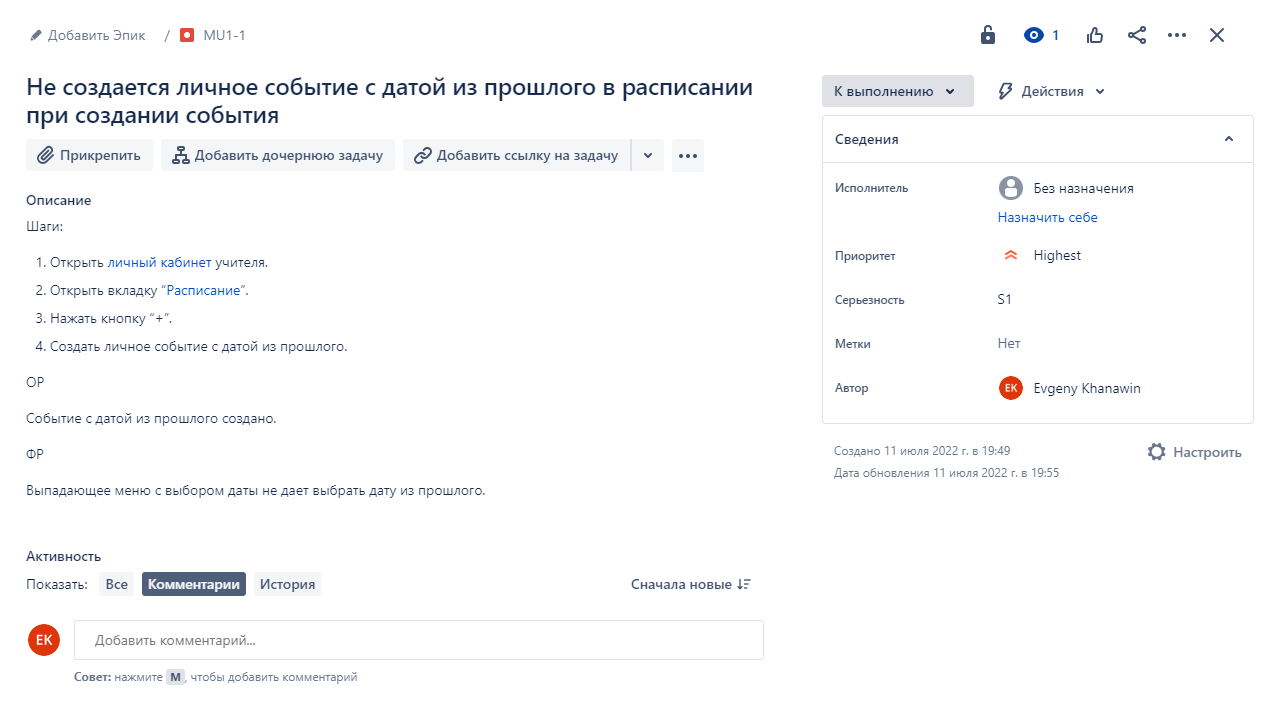 Добавить Эпик / MU1-1
1
Не создается личное событие с датой из прошлого в расписании
при создании события
Прикрепить Добавить дочернюю задачу Добавить ссылку на задачу
Описание
Шаги:
1. Открыть личный кабинет учителя.
2. Открыть вкладку “Расписание”.
3. Нажать кнопку “+”.
4. Создать личное событие с датой из прошлого.
ОР
Событие с датой из прошлого создано.
ФР
Выпадающее меню с выбором даты не дает выбрать дату из прошлого.
Активность
Показать: Все Комментарии История Сначала новые
EK Добавить комментарий...
Совет: нажмите M, чтобы добавить комментарий
К выполнению Действия
Сведения
Исполнитель Без назначения
Назначить себе
Приоритет Highest
Серьезность S1
Метки Нет
Автор EK Evgeny Khanawin
Создано 11 июля 2022 г. в 19:49 Настроить
Дата обновления 11 июля 2022 г. в 19:55